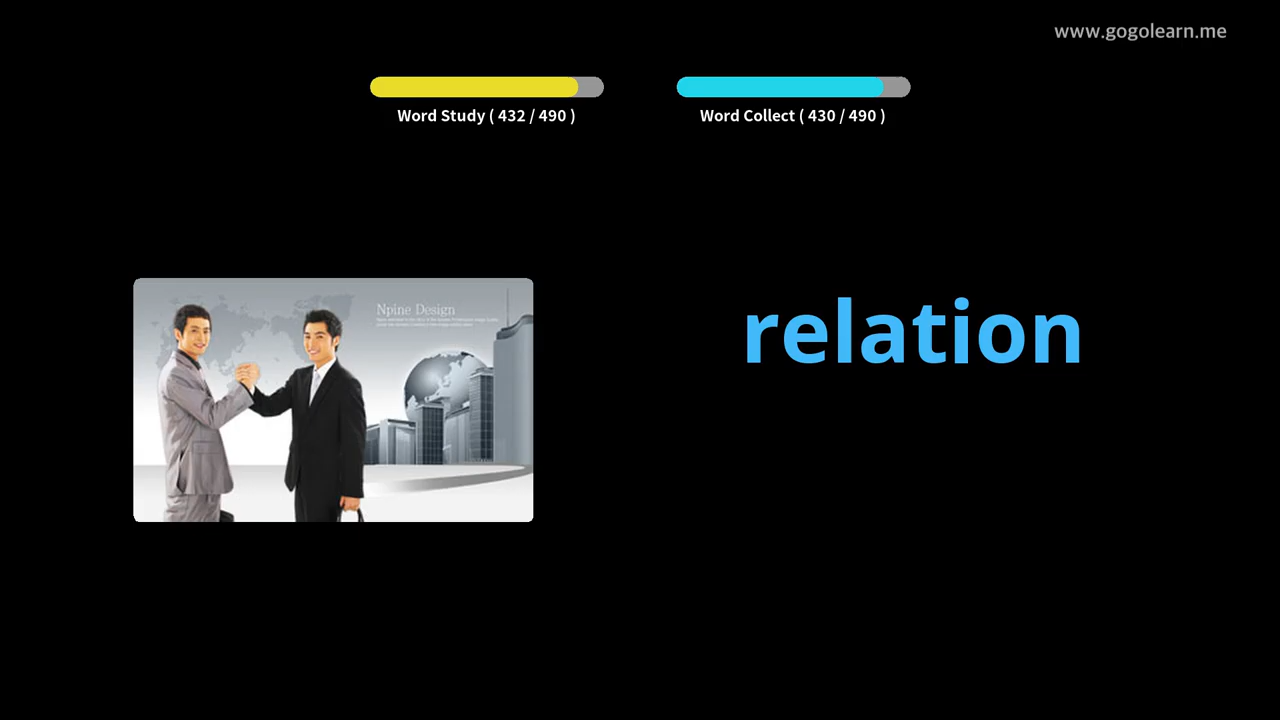 www.gogolearn.me
Word Study ( 432 / 490 )
Word Collect ( 430 / 490 )
Npine Design
relation